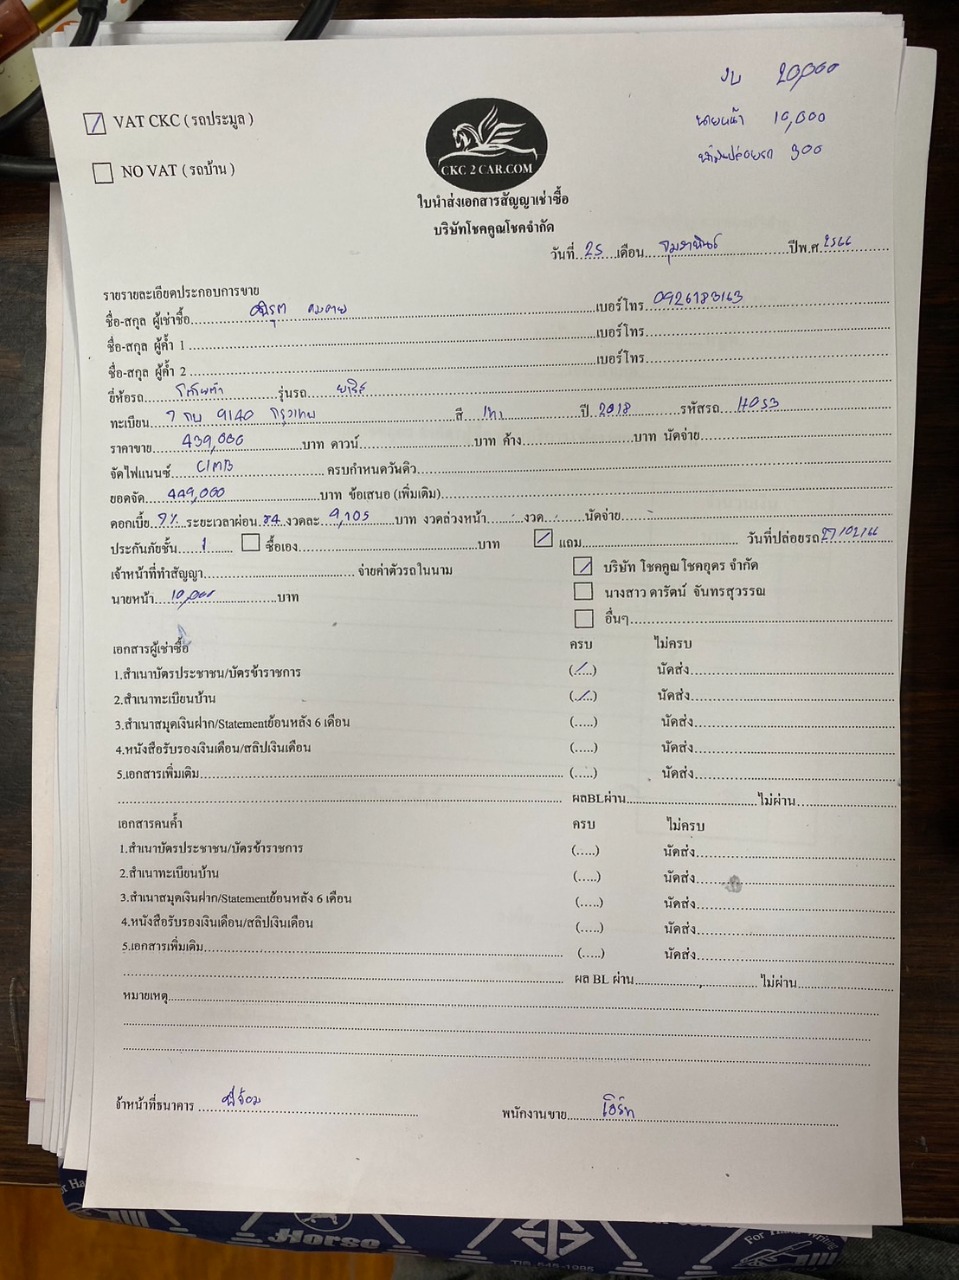 งบ 20,000
นายหน้า 10,000
น้ำมันปล่อยรถ 300
VAT CKC ( รถประมูล )
NO VAT ( รถบ้าน )
CKC 2 CAR.COM
ใบนำส่งเอกสารสัญญาเช่าซื้อ
บริษัทโชคคูณโชคจำกัด
วันที่ 25 เดือน กุมภาพันธ์ ปีพ.ศ. 2566
รายรายละเอียดประกอบการขาย
ชื่อ-สกุล ผู้เช่าซื้อ เบอร์โทร 0926183163
ชื่อ-สกุล ผู้ค้ำ 1 เบอร์โทร
ชื่อ-สกุล ผู้ค้ำ 2 เบอร์โทร
ยี่ห้อรถ โตโยต้า รุ่นรถ ยาริส
ทะเบียน 7 กบ 9140 กรุงเทพ สี เทา ปี 2018 รหัสรถ H053
ราคาขาย 439,000 บาท ดาวน์ บาท ค้าง บาท นัดจ่าย
จัดไฟแนนซ์ CIMB ครบกำหนดวันดิว
ยอดจัด 449,000 บาท ข้อเสนอ (เพิ่มเติม)
ดอกเบี้ย 9% ระยะเวลาผ่อน 84 งวดละ 9,105 บาท งวดล่วงหน้า งวด นัดจ่าย
ประกันภัยชั้น 1 ซื้อเอง บาท แถม วันที่ปล่อยรถ 27/02/66
เจ้าหน้าที่ทำสัญญา จ่ายค่าตัวรถในนาม บริษัท โชคคูณโชคอุดร จำกัด
นายหน้า 10,000 บาท นางสาว ดารัตน์ จันทรสุวรรณ
อื่นๆ
เอกสารผู้เช่าซื้อ ครบ ไม่ครบ
1.สำเนาบัตรประชาชน/บัตรข้าราชการ (/) นัดส่ง
2.สำเนาทะเบียนบ้าน (/) นัดส่ง
3.สำเนาสมุดเงินฝาก/Statementย้อนหลัง 6 เดือน (.....) นัดส่ง
4.หนังสือรับรองเงินเดือน/สลิปเงินเดือน (.....) นัดส่ง
5.เอกสารเพิ่มเติม (.....) นัดส่ง
ผลBLผ่าน ไม่ผ่าน
เอกสารคนค้ำ ครบ ไม่ครบ
1.สำเนาบัตรประชาชน/บัตรข้าราชการ (.....) นัดส่ง
2.สำเนาทะเบียนบ้าน (.....) นัดส่ง
3.สำเนาสมุดเงินฝาก/Statementย้อนหลัง 6 เดือน (.....) นัดส่ง
4.หนังสือรับรองเงินเดือน/สลิปเงินเดือน (.....) นัดส่ง
5.เอกสารเพิ่มเติม (.....) นัดส่ง
ผล BL ผ่าน ไม่ผ่าน
หมายเหตุ
จ้าหน้าที่ธนาคาร พี่จ้อม พนักงานขาย เอิร์ท
Horse